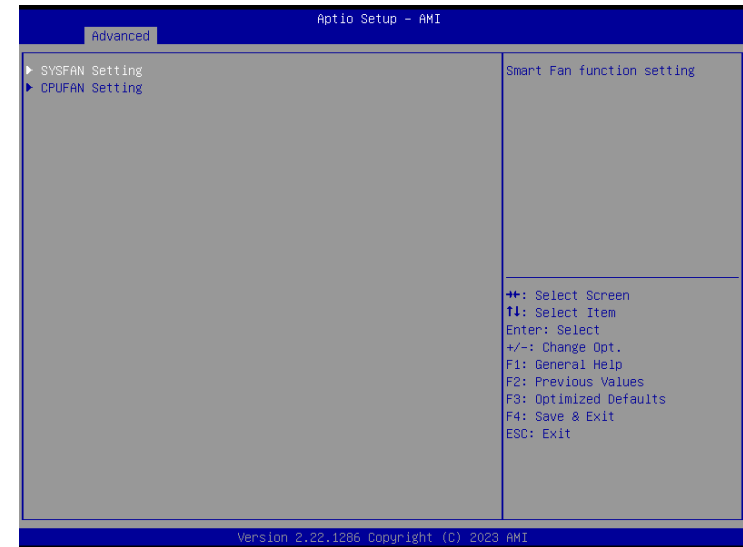 Aptio Setup – AMI
Advanced
▶ SYSFAN Setting
▶ CPUFAN Setting
Smart Fan function setting
→←: Select Screen
↑↓: Select Item
Enter: Select
+/-: Change Opt.
F1: General Help
F2: Previous Values
F3: Optimized Defaults
F4: Save & Exit
ESC: Exit
Version 2.22.1286 Copyright (C) 2023 AMI